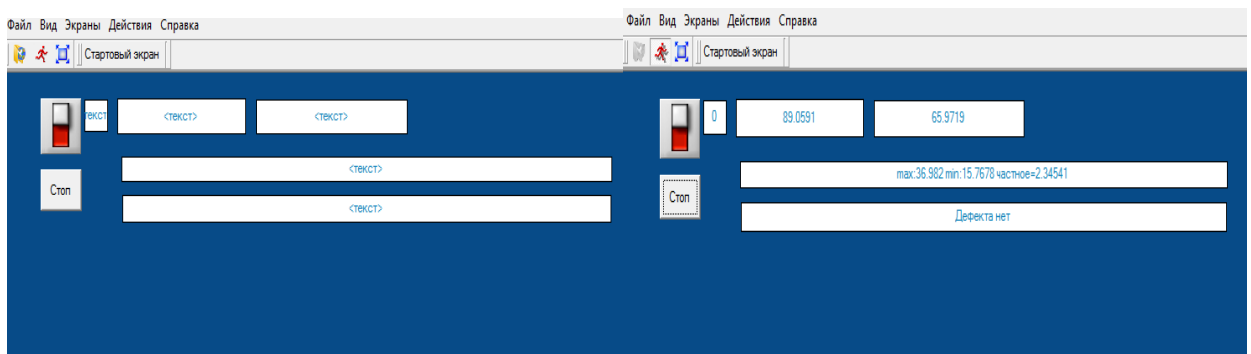 Файл Вид Экраны Действия Справка
Стартовый экран
текст <текст> <текст>
<текст>
Стоп
<текст>
Файл Вид Экраны Действия Справка
Стартовый экран
0 89.0591 65.9719
max:36.982 min:15.7678 частное=2.34541
Стоп
Дефекта нет